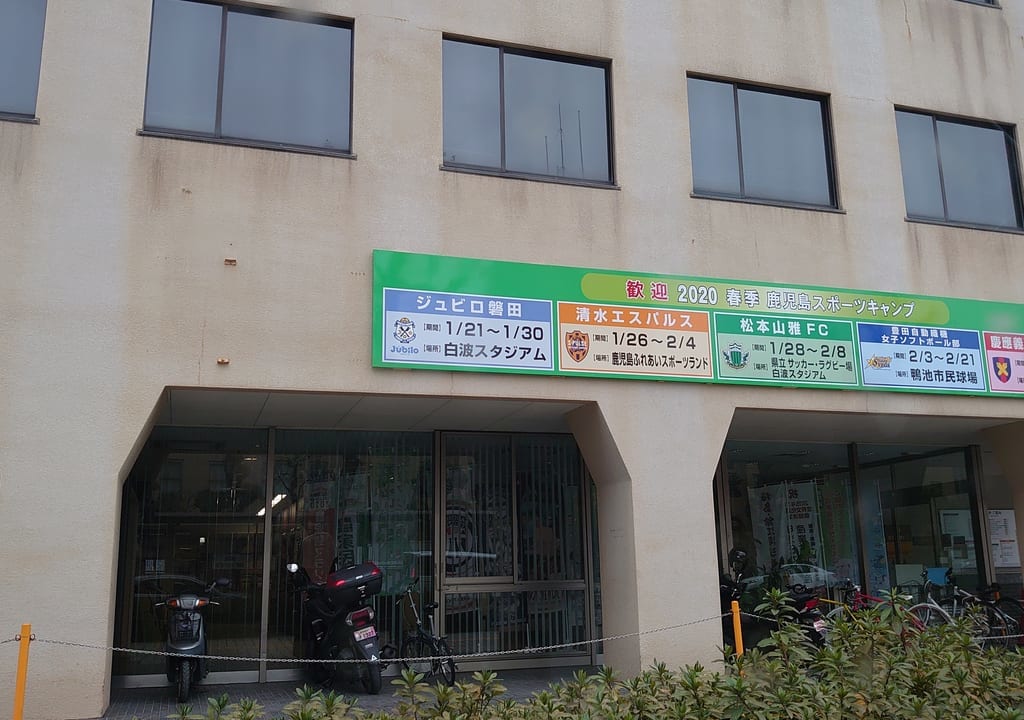 歓迎 2020 春季 鹿児島スポーツキャンプ
ジュビロ磐田
Jubilo
[期間] 1/21～1/30
[場所] 白波スタジアム
清水エスパルス
[期間] 1/26～2/4
[場所] 鹿児島ふれあいスポーツランド
松本山雅FC
[期間] 1/28～2/8
[場所] 県立サッカー・ラグビー場
白波スタジアム
豊田自動織機
女子ソフトボール部
[期間] 2/3～2/21
[場所] 鴨池市民球場
慶應義